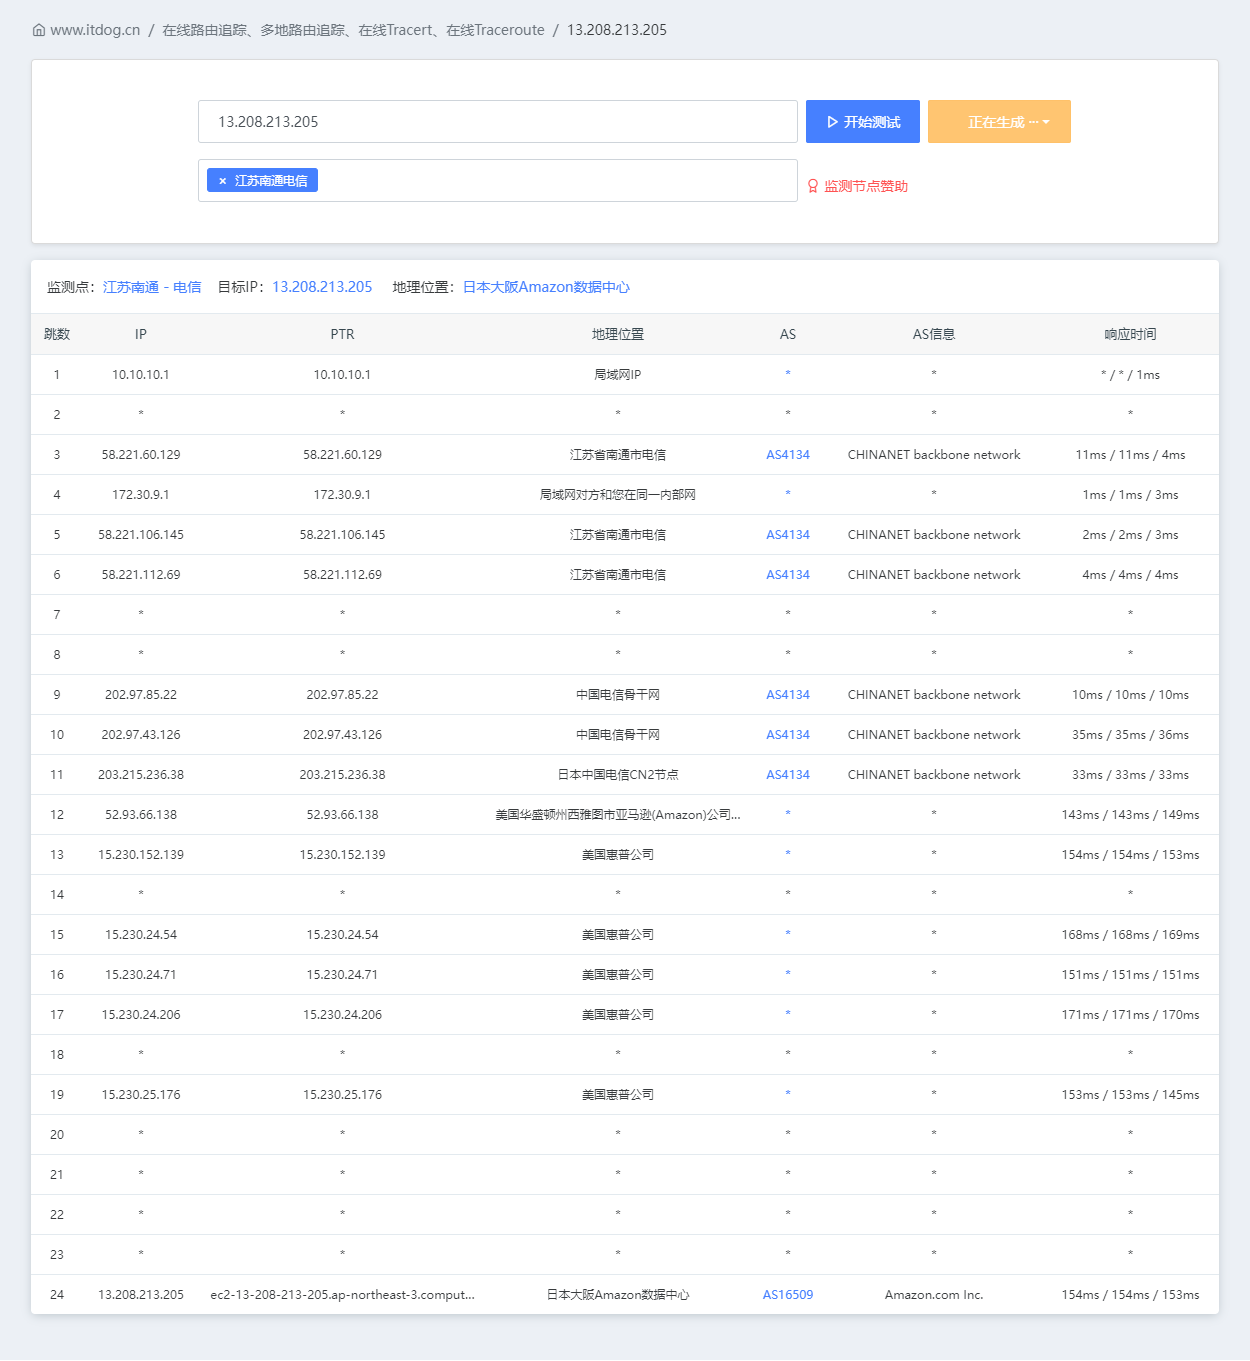 www.itdog.cn / 在线路由追踪、多地路由追踪、在线Tracert、在线Traceroute / 13.208.213.205
13.208.213.205 开始测试 正在生成 ···
× 江苏南通电信 监测节点赞助
监测点：江苏南通 - 电信 目标IP：13.208.213.205 地理位置：日本大阪Amazon数据中心
跳数 IP PTR 地理位置 AS AS信息 响应时间
1 10.10.10.1 10.10.10.1 局域网IP * * * / * / 1ms
2 * * * * * *
3 58.221.60.129 58.221.60.129 江苏省南通市电信 AS4134 CHINANET backbone network 11ms / 11ms / 4ms
4 172.30.9.1 172.30.9.1 局域网对方和您在同一内部网 * * 1ms / 1ms / 3ms
5 58.221.106.145 58.221.106.145 江苏省南通市电信 AS4134 CHINANET backbone network 2ms / 2ms / 3ms
6 58.221.112.69 58.221.112.69 江苏省南通市电信 AS4134 CHINANET backbone network 4ms / 4ms / 4ms
7 * * * * * *
8 * * * * * *
9 202.97.85.22 202.97.85.22 中国电信骨干网 AS4134 CHINANET backbone network 10ms / 10ms / 10ms
10 202.97.43.126 202.97.43.126 中国电信骨干网 AS4134 CHINANET backbone network 35ms / 35ms / 36ms
11 203.215.236.38 203.215.236.38 日本中国电信CN2节点 AS4134 CHINANET backbone network 33ms / 33ms / 33ms
12 52.93.66.138 52.93.66.138 美国华盛顿州西雅图市亚马逊(Amazon)公司... * * 143ms / 143ms / 149ms
13 15.230.152.139 15.230.152.139 美国惠普公司 * * 154ms / 154ms / 153ms
14 * * * * * *
15 15.230.24.54 15.230.24.54 美国惠普公司 * * 168ms / 168ms / 169ms
16 15.230.24.71 15.230.24.71 美国惠普公司 * * 151ms / 151ms / 151ms
17 15.230.24.206 15.230.24.206 美国惠普公司 * * 171ms / 171ms / 170ms
18 * * * * * *
19 15.230.25.176 15.230.25.176 美国惠普公司 * * 153ms / 153ms / 145ms
20 * * * * * *
21 * * * * * *
22 * * * * * *
23 * * * * * *
24 13.208.213.205 ec2-13-208-213-205.ap-northeast-3.comput... 日本大阪Amazon数据中心 AS16509 Amazon.com Inc. 154ms / 154ms / 153ms